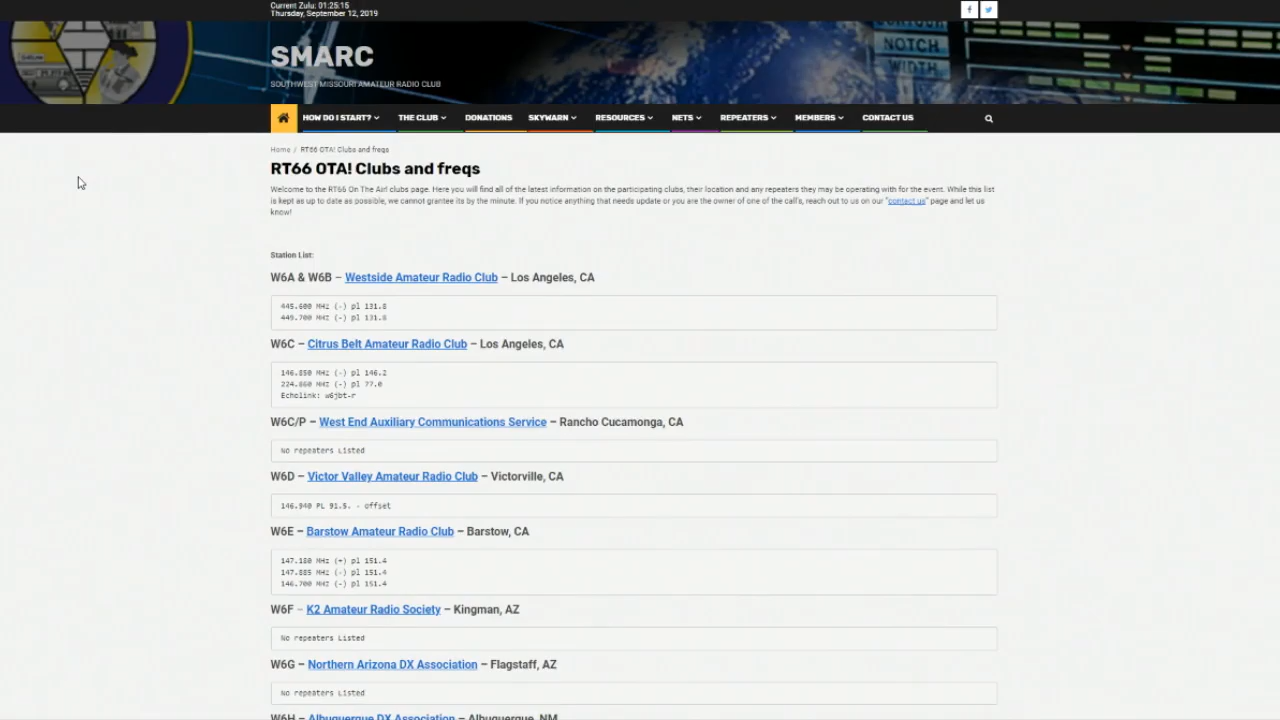 Current Zulu: 01:25:15
Thursday, September 12, 2019
SMARC
SOUTHWEST MISSOURI AMATEUR RADIO CLUB
NOTCH
WIDTH
HOW DO I START? THE CLUB DONATIONS SKYWARN RESOURCES NETS REPEATERS MEMBERS CONTACT US
Home / RT66 OTA! Clubs and freqs
RT66 OTA! Clubs and freqs
Welcome to the RT66 On The Air! clubs page. Here you will find all of the latest information on the participating clubs, their location and any repeaters they may be operating with for the event. While this list
is kept as up to date as possible, we cannot grantee its by the minute. If you notice anything that needs update or you are the owner of one of the call's, reach out to us on our "contact us" page and let us
know!
Station List:
W6A & W6B – Westside Amateur Radio Club – Los Angeles, CA
445.600 MHz (-) pl 131.8
449.700 MHz (-) pl 131.8
W6C – Citrus Belt Amateur Radio Club – Los Angeles, CA
146.850 MHz (-) pl 146.2
224.860 MHz (-) pl 77.0
Echolink: w6jbt-r
W6C/P – West End Auxiliary Communications Service – Rancho Cucamonga, CA
No repeaters Listed
W6D – Victor Valley Amateur Radio Club – Victorville, CA
146.940 PL 91.5. - offset
W6E – Barstow Amateur Radio Club – Barstow, CA
147.180 MHz (+) pl 151.4
147.885 MHz (-) pl 151.4
146.700 MHz (-) pl 151.4
W6F – K2 Amateur Radio Society – Kingman, AZ
No repeaters Listed
W6G – Northern Arizona DX Association – Flagstaff, AZ
No repeaters Listed
W6H – Albuquerque DX Association – Albuquerque, NM